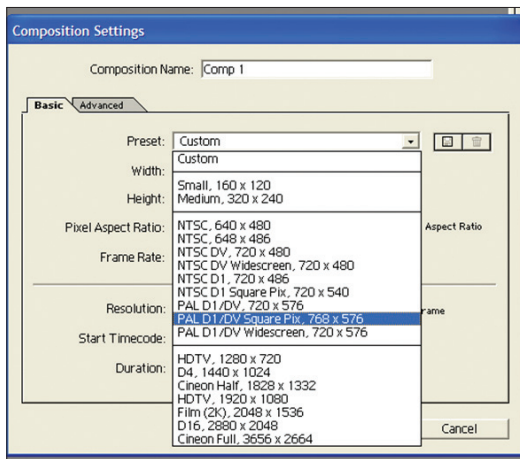 Composition Settings
Composition Name: Comp 1
Basic Advanced
Preset: Custom
Custom
Width:
Small, 160 x 120
Height: Medium, 320 x 240
Pixel Aspect Ratio: NTSC, 640 x 480 Aspect Ratio
NTSC, 648 x 486
NTSC DV, 720 x 480
Frame Rate: NTSC DV Widescreen, 720 x 480
NTSC D1, 720 x 486
NTSC D1 Square Pix, 720 x 540
Resolution: PAL D1/DV, 720 x 576 rame
PAL D1/DV Square Pix, 768 x 576
Start Timecode: PAL D1/DV Widescreen, 720 x 576
Duration: HDTV, 1280 x 720
D4, 1440 x 1024
Cineon Half, 1828 x 1332
HDTV, 1920 x 1080
Film (2K), 2048 x 1536
D16, 2880 x 2048 Cancel
Cineon Full, 3656 x 2664